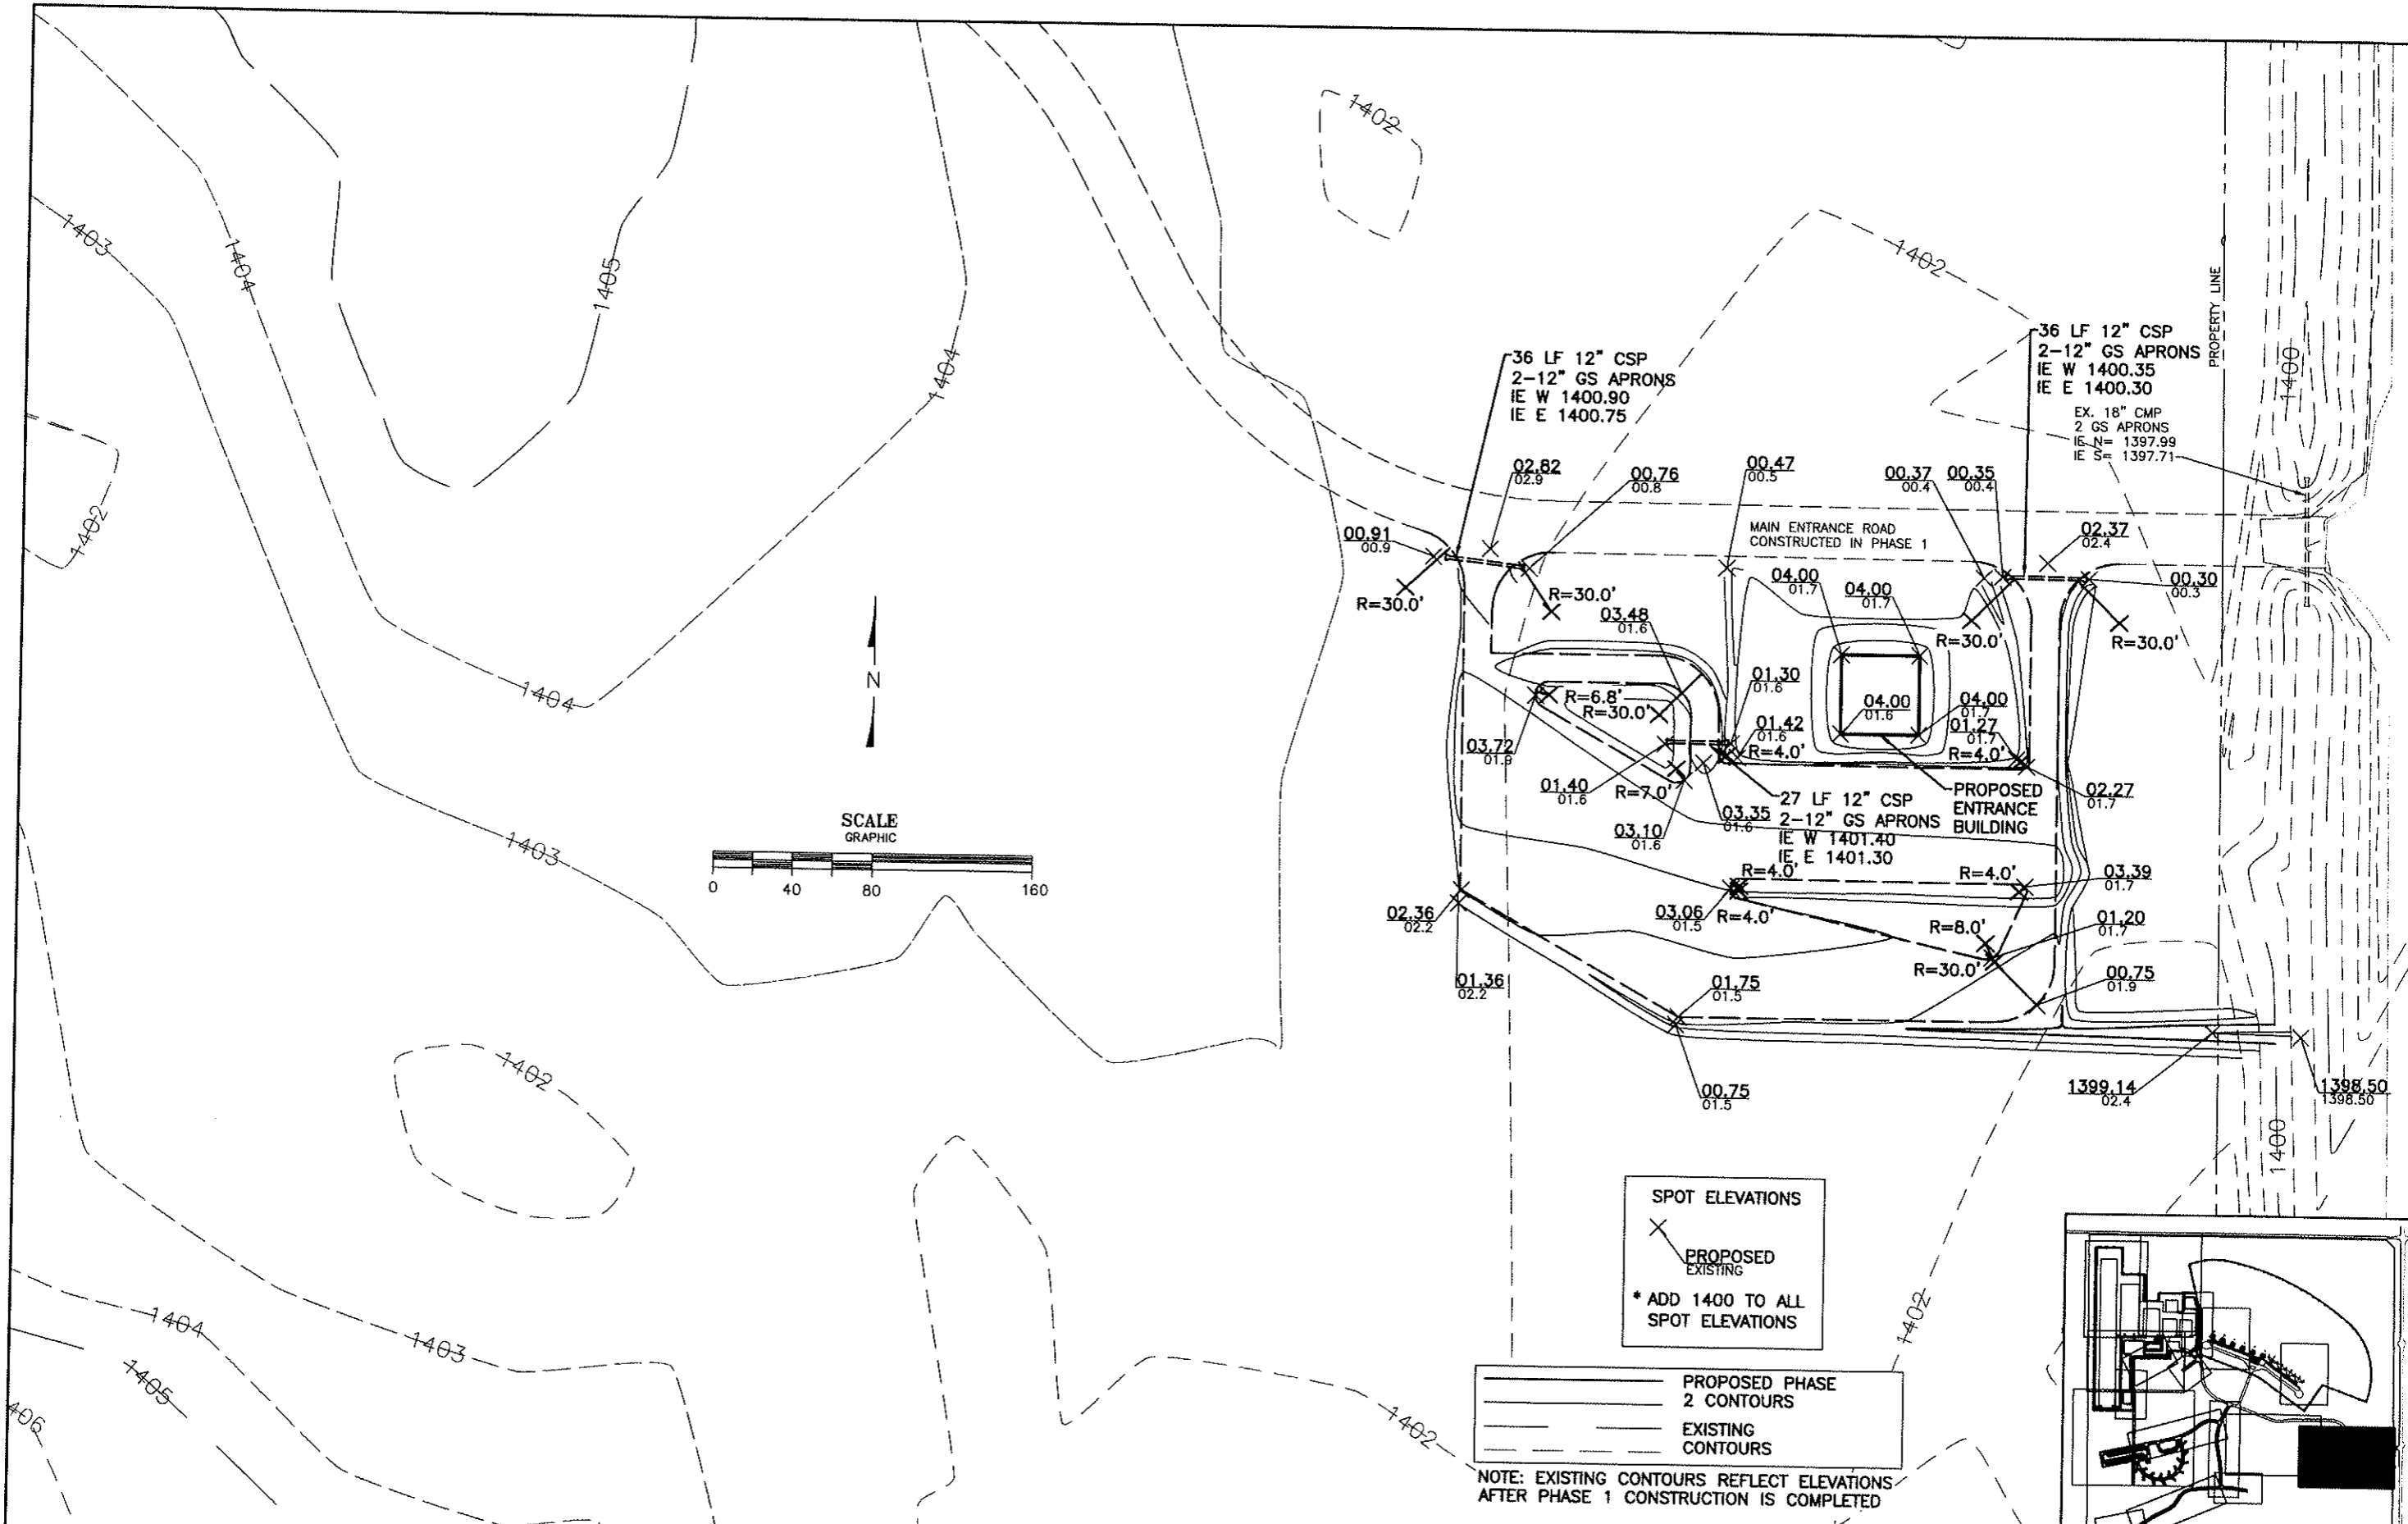 1402
1403
1404
1405
1402
PROPERTY LINE
36 LF 12" CSP
2-12" GS APRONS
IE W 1400.35
IE E 1400.30
1400
36 LF 12" CSP
2-12" GS APRONS
IE W 1400.90
IE E 1400.75
1404
EX. 18" CMP
2 GS APRONS
IE N= 1397.99
IE S= 1397.71
02.82
02.9
00.76
00.8
00.47
00.5
00.37
00.4
00.35
00.4
1402
00.91
00.9
MAIN ENTRANCE ROAD
CONSTRUCTED IN PHASE 1
02.37
02.4
00.30
00.3
R=30.0'
R=30.0'
04.00
01.7
04.00
01.7
R=30.0'
R=30.0'
03.48
01.6
N
1404
R=6.8'
R=30.0'
01.30
01.6
04.00
01.6
04.00
01.7
03.72
01.9
01.42
01.6
R=4.0'
01.27
01.7
R=4.0'
01.40
01.6
R=7.0'
02.27
01.7
27 LF 12" CSP
2-12" GS APRONS
IE W 1401.40
IE E 1401.30
PROPOSED
ENTRANCE
BUILDING
03.35
01.6
03.10
01.6
SCALE
GRAPHIC
0 40 80 160
1403
R=4.0'
R=4.0'
03.39
01.7
02.36
02.2
03.06
01.5
R=4.0'
R=8.0'
01.20
01.7
R=30.0'
00.75
01.9
01.36
02.2
01.75
01.5
1402
00.75
01.5
1399.14
02.4
1398.50
1398.50
1400
SPOT ELEVATIONS
PROPOSED
EXISTING
* ADD 1400 TO ALL
SPOT ELEVATIONS
1402
1404
1403
1405
406
1402
PROPOSED PHASE
2 CONTOURS
EXISTING
CONTOURS
NOTE: EXISTING CONTOURS REFLECT ELEVATIONS
AFTER PHASE 1 CONSTRUCTION IS COMPLETED